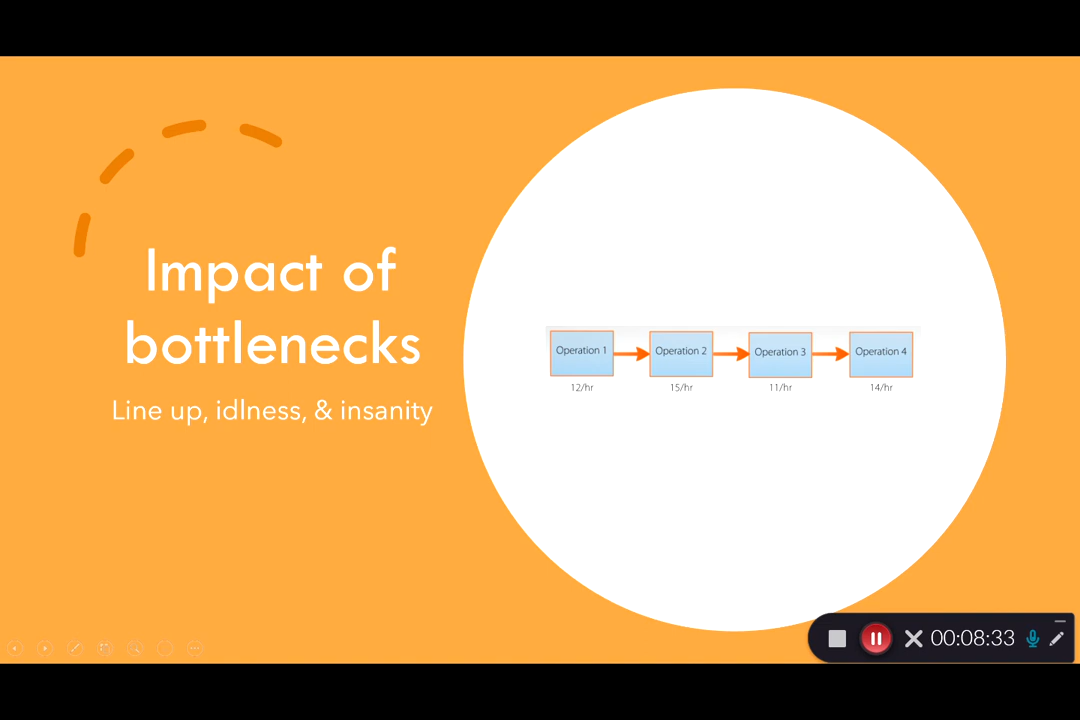 Impact of
bottlenecks
Line up, idlness, & insanity
Operation 1
Operation 2
Operation 3
Operation 4
12/hr
15/hr
11/hr
14/hr
00:08:33